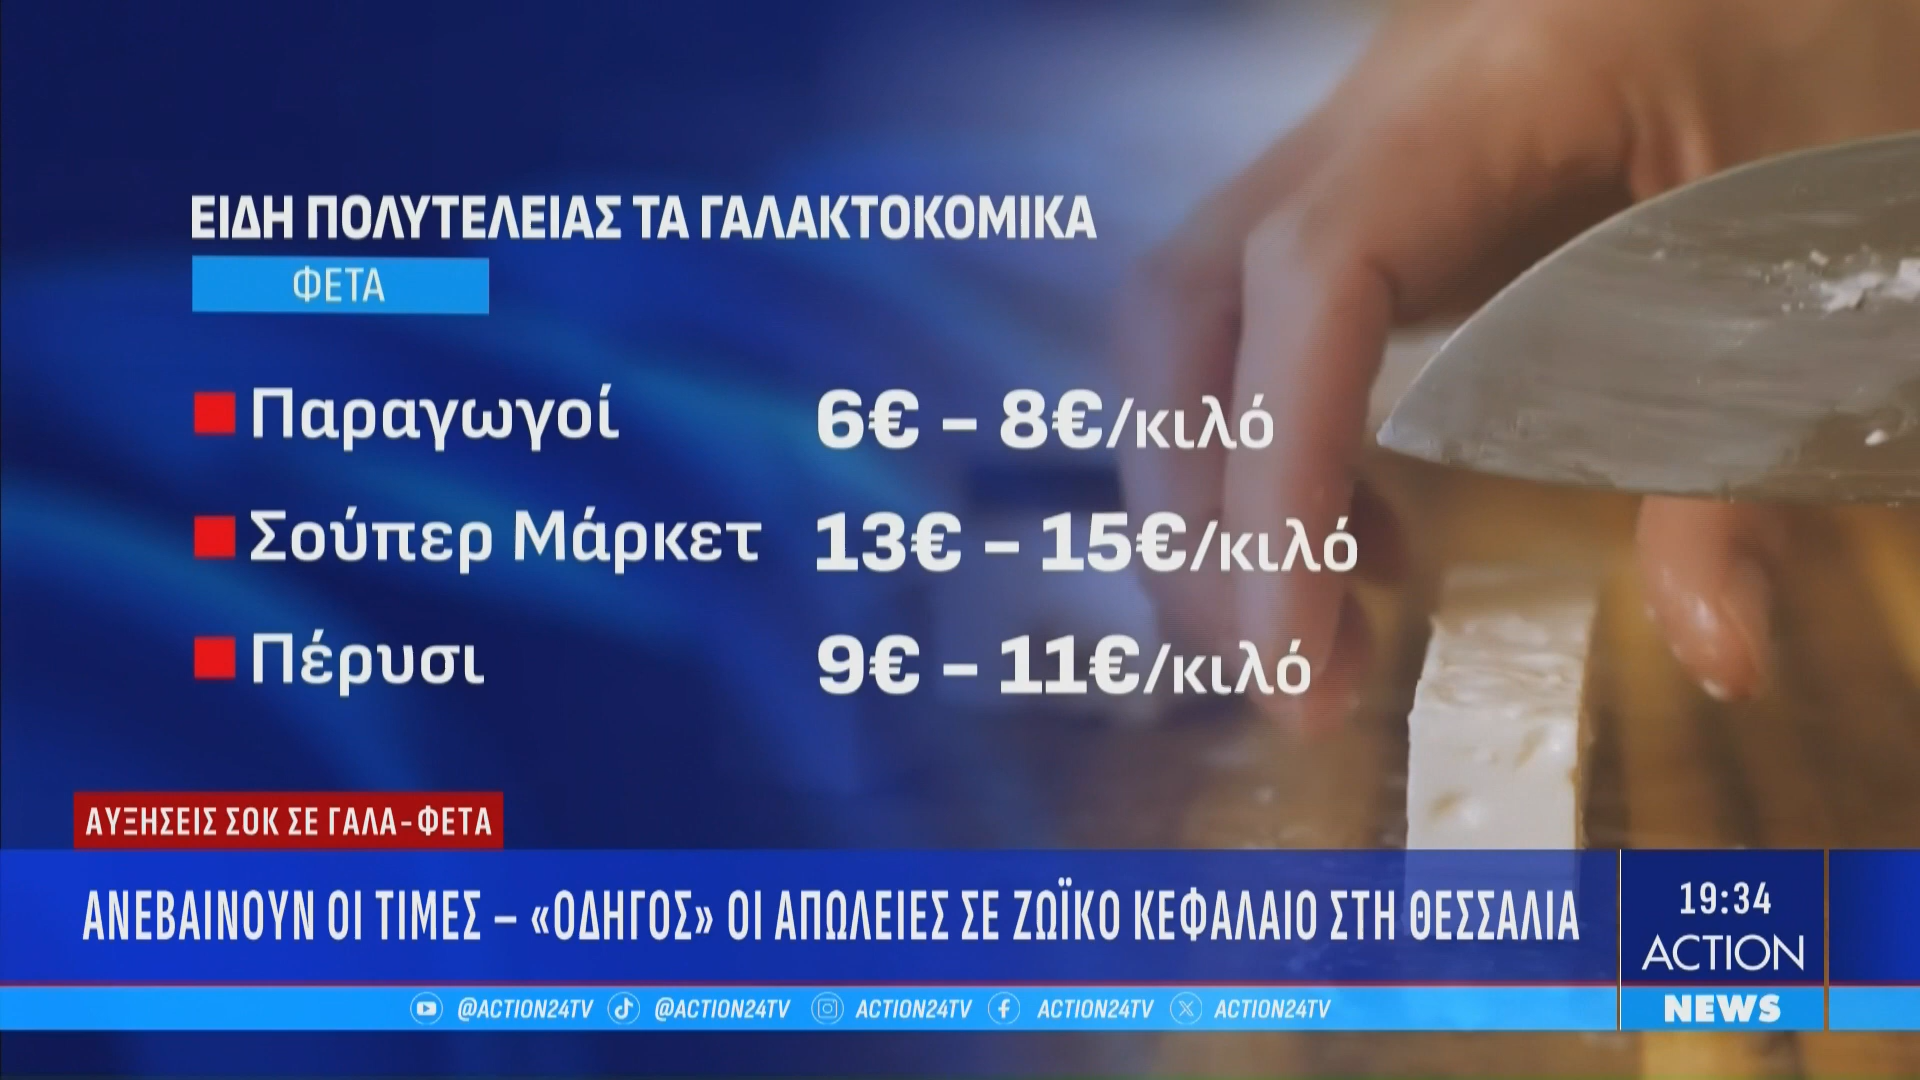 ΕΙΔΗ ΠΟΛΥΤΕΛΕΙΑΣ ΤΑ ΓΑΛΑΚΤΟΚΟΜΙΚΑ
ΦΕΤΑ
Παραγωγοί 6€ – 8€/κιλό
Σούπερ Μάρκετ 13€ – 15€/κιλό
Πέρυσι 9€ – 11€/κιλό
ΑΥΞΗΣΕΙΣ ΣΟΚ ΣΕ ΓΑΛΑ-ΦΕΤΑ
ΑΝΕΒΑΙΝΟΥΝ ΟΙ ΤΙΜΕΣ – «ΟΔΗΓΟΣ» ΟΙ ΑΠΩΛΕΙΕΣ ΣΕ ΖΩΪΚΟ ΚΕΦΑΛΑΙΟ ΣΤΗ ΘΕΣΣΑΛΙΑ
19:34
ACTION
NEWS
@ACTION24TV @ACTION24TV ACTION24TV ACTION24TV ACTION24TV